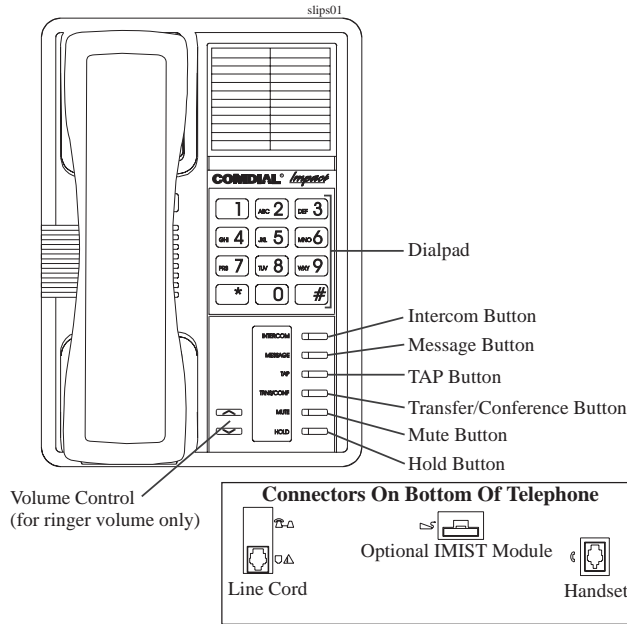 slips01
COMDIAL® Impact
1 ABC 2 DEF 3
GHI 4 JKL 5 MNO 6
PRS 7 TUV 8 WXY 9
* 0 #
Dialpad
INTERCOM
Intercom Button
MESSAGE
Message Button
TAP
TAP Button
TRNS/CONF
Transfer/Conference Button
MUTE
Mute Button
HOLD
Hold Button
Volume Control
(for ringer volume only)
Connectors On Bottom Of Telephone
Optional IMIST Module
Line Cord
Handset